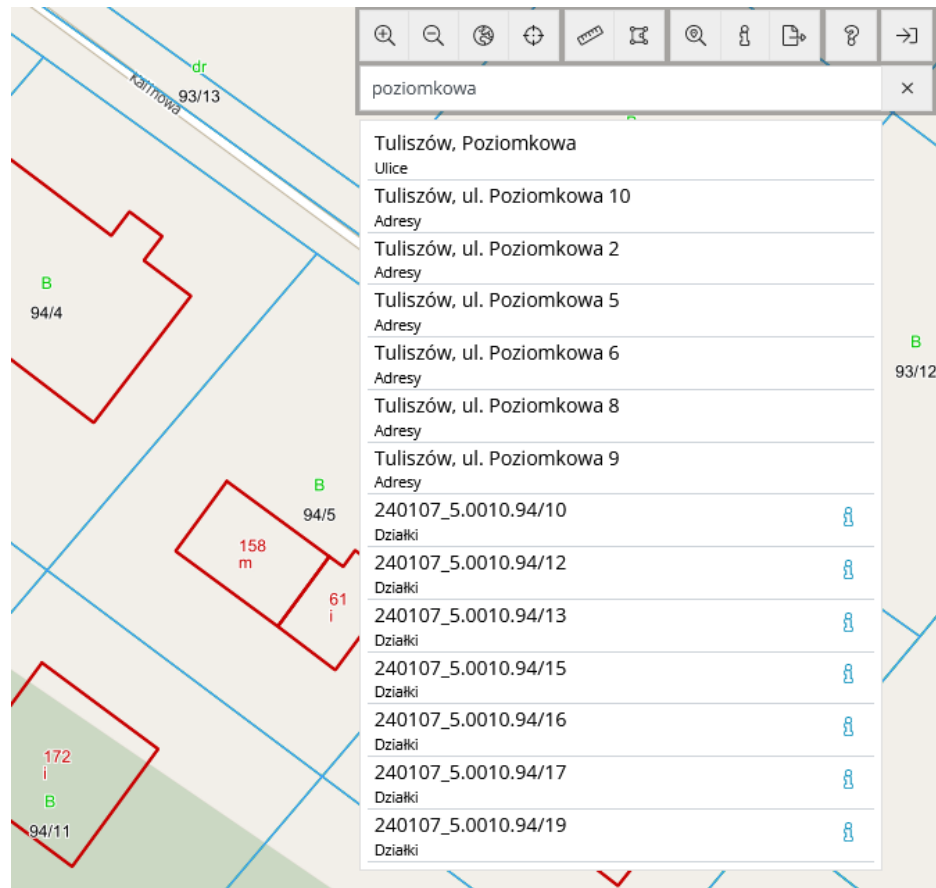 poziomkowa
Tuliszów, Poziomkowa
Ulice
Tuliszów, ul. Poziomkowa 10
Adresy
Tuliszów, ul. Poziomkowa 2
Adresy
Tuliszów, ul. Poziomkowa 5
Adresy
Tuliszów, ul. Poziomkowa 6
Adresy
Tuliszów, ul. Poziomkowa 8
Adresy
Tuliszów, ul. Poziomkowa 9
Adresy
240107_5.0010.94/10
Działki
240107_5.0010.94/12
Działki
240107_5.0010.94/13
Działki
240107_5.0010.94/15
Działki
240107_5.0010.94/16
Działki
240107_5.0010.94/17
Działki
240107_5.0010.94/19
Działki
dr
93/13
B
94/4
B
94/5
158
m
61
i
172
i
B
94/11
B
93/12